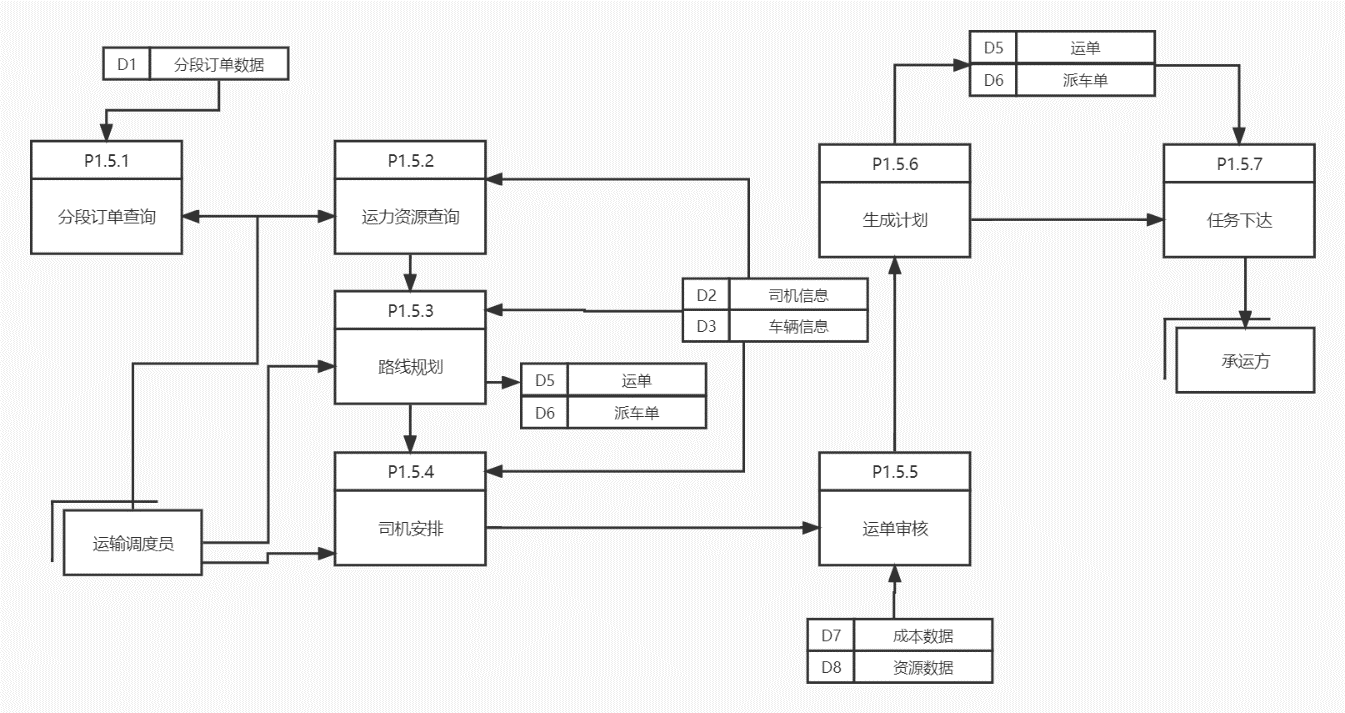 D1 分段订单数据
P1.5.1
分段订单查询
P1.5.2
运力资源查询
P1.5.3
路线规划
P1.5.4
司机安排
运输调度员
D2 司机信息
D3 车辆信息
D5 运单
D6 派车单
D5 运单
D6 派车单
P1.5.6
生成计划
P1.5.7
任务下达
承运方
P1.5.5
运单审核
D7 成本数据
D8 资源数据